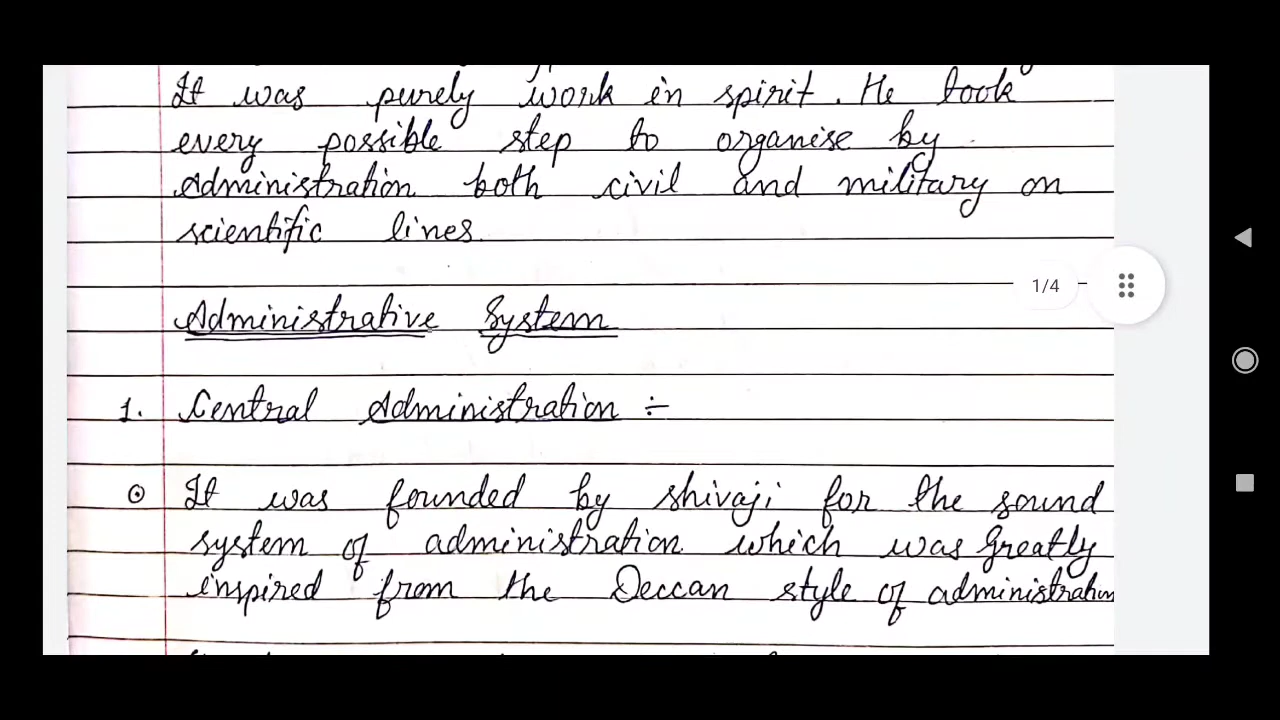 It was purely work in spirit. He took
every possible step to organise by
Administration both civil and military on
scientific lines.
Administrative System
1/4
1. Central Administration ÷
It was founded by shivaji for the sound
system of administration which was Greatly
inspired from the Deccan style of administration